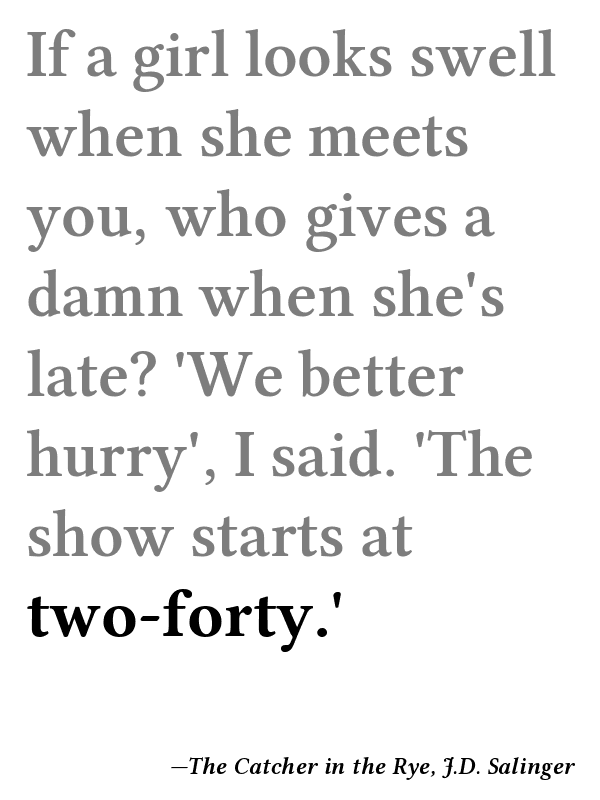 If a girl looks swell
when she meets
you, who gives a
damn when she's
late? 'We better
hurry', I said. 'The
show starts at
two-forty.'
—The Catcher in the Rye, J.D. Salinger